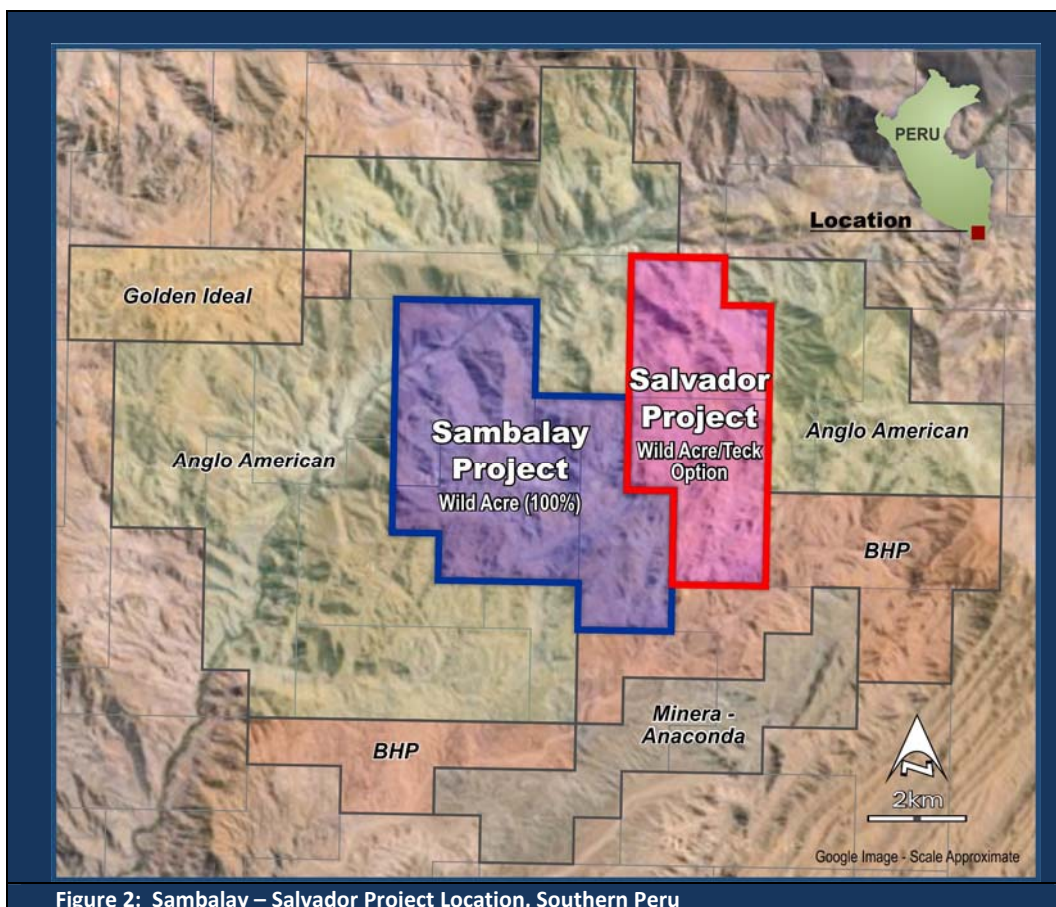 PERU
Location
Golden Ideal
Salvador
Project
Wild Acre/Teck
Option
Sambalay
Project
Wild Acre (100%)
Anglo American
Anglo American
BHP
Minera -
Anaconda
BHP
N
2km
Google Image - Scale Approximate
Figure 2: Sambalay – Salvador Project Location, Southern Peru